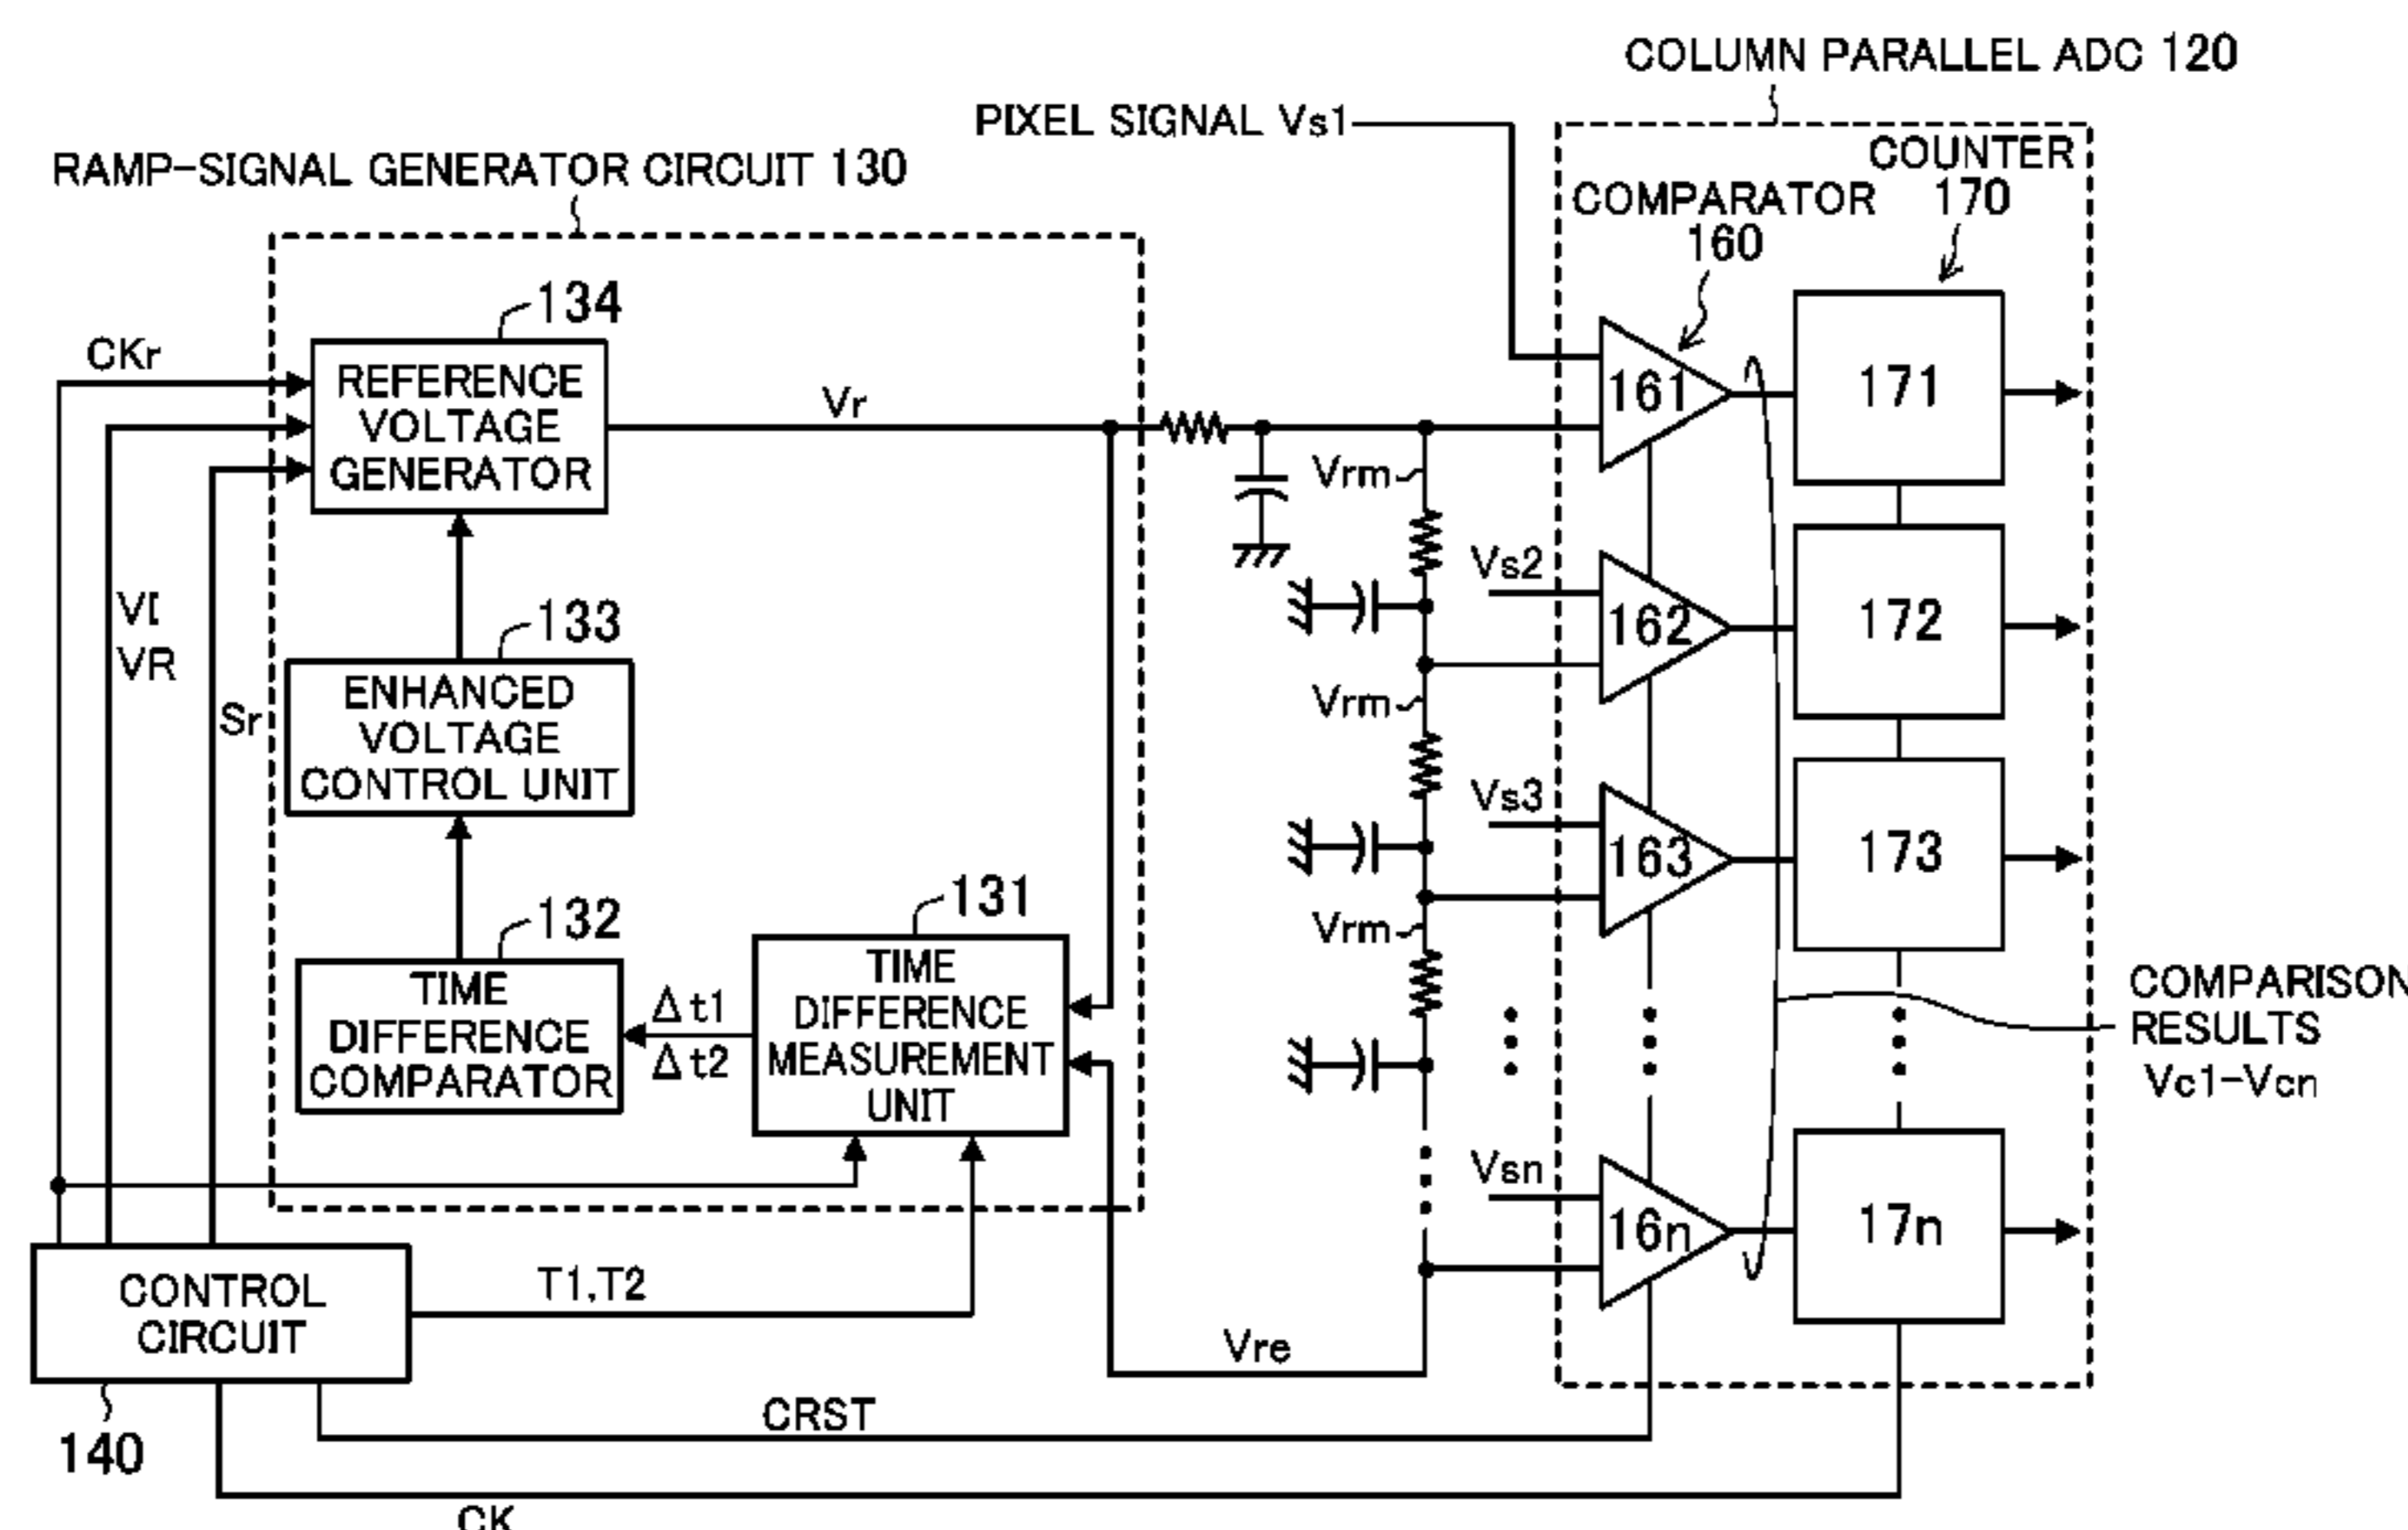 COLUMN PARALLEL ADC 120
PIXEL SIGNAL Vs1
RAMP-SIGNAL GENERATOR CIRCUIT 130
COUNTER
170
COMPARATOR
160
134
CKr
REFERENCE
VOLTAGE
GENERATOR
Vr
161
171
Vrm
VI
VR
133
Vs2
162
172
Sr
ENHANCED
VOLTAGE
CONTROL UNIT
Vrm
Vs3
163
173
132
131
Vrm
TIME
DIFFERENCE
COMPARATOR
Δt1
Δt2
TIME
DIFFERENCE
MEASUREMENT
UNIT
COMPARISON
RESULTS
Vc1-Vcn
Vsn
16n
17n
CONTROL
CIRCUIT
T1,T2
Vre
140
CRST
CK